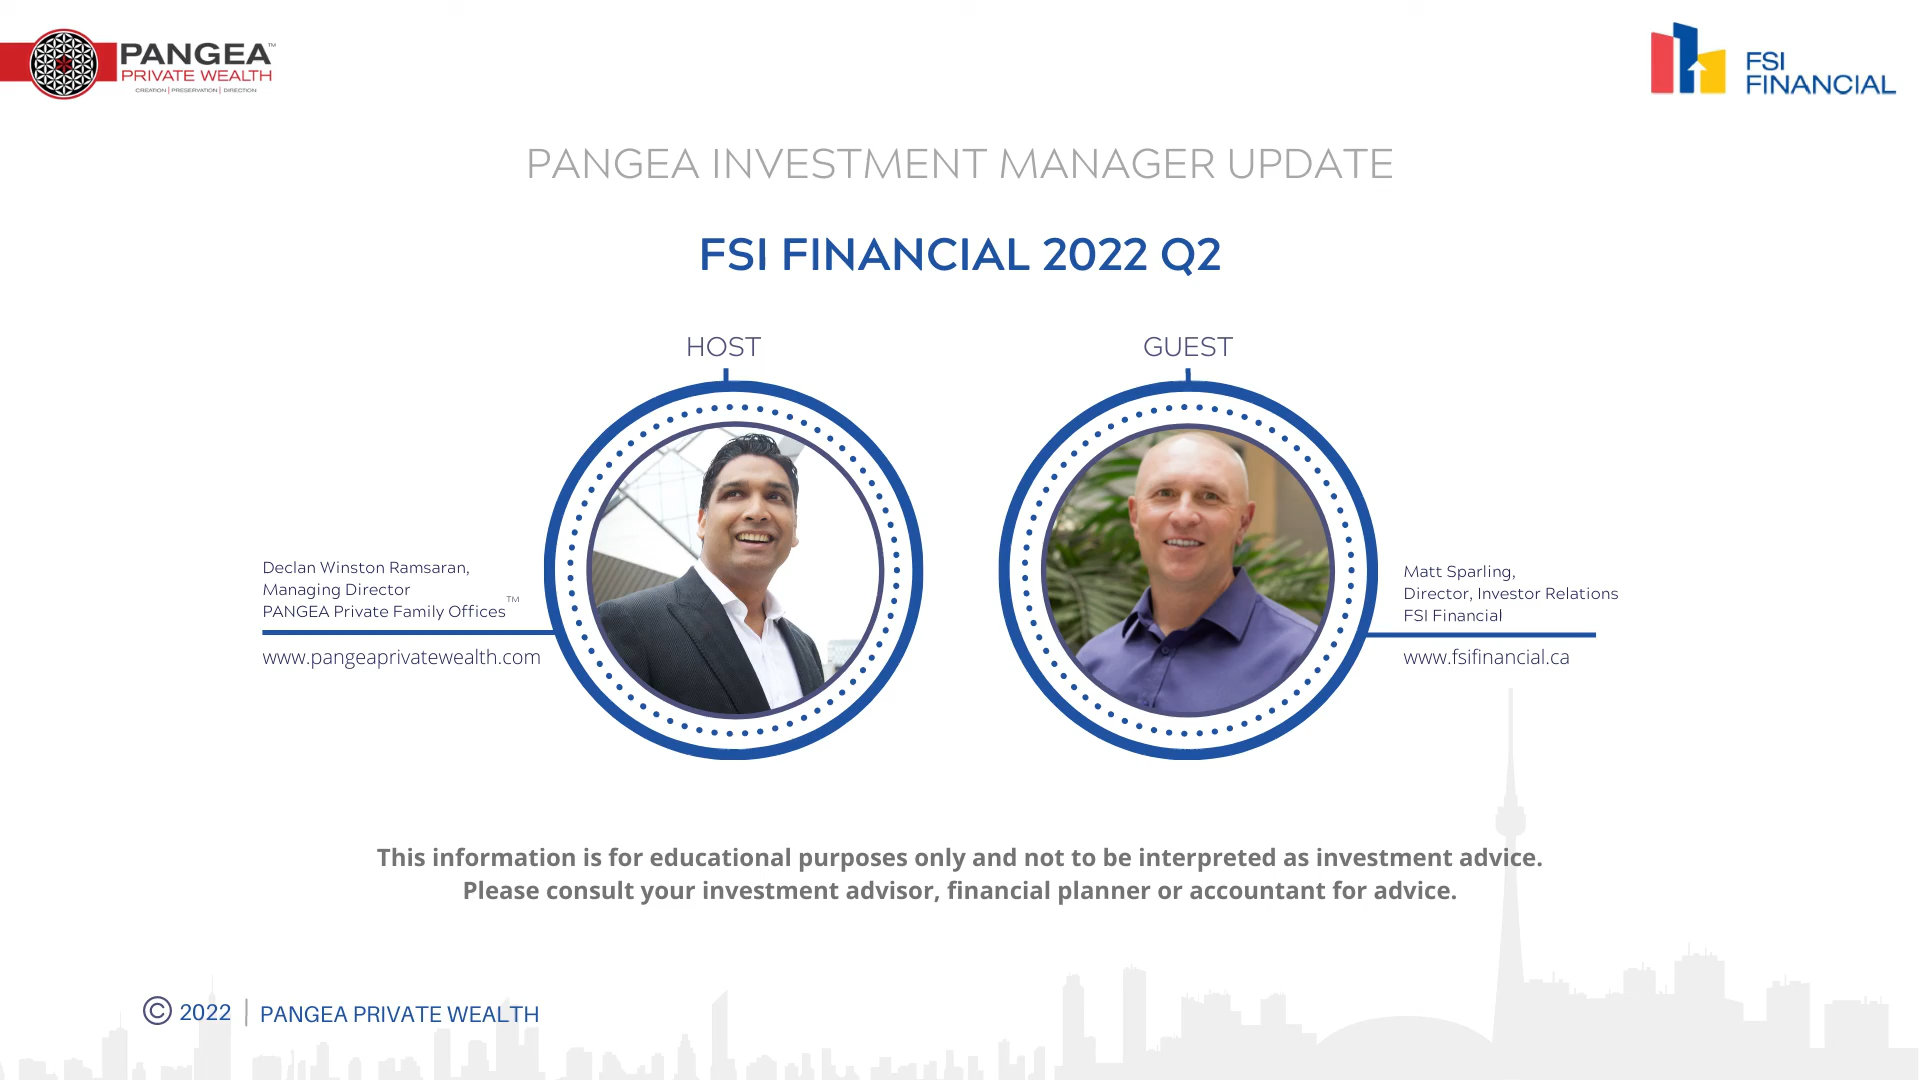 PANGEA™
PRIVATE WEALTH
CREATION | PRESERVATION | DIRECTION
FSI
FINANCIAL
PANGEA INVESTMENT MANAGER UPDATE
FSI FINANCIAL 2022 Q2
HOST
GUEST
Declan Winston Ramsaran,
Managing Director
PANGEA Private Family Offices™
www.pangeaprivatewealth.com
Matt Sparling,
Director, Investor Relations
FSI Financial
www.fsifinancial.ca
This information is for educational purposes only and not to be interpreted as investment advice.
Please consult your investment advisor, financial planner or accountant for advice.
© 2022 | PANGEA PRIVATE WEALTH